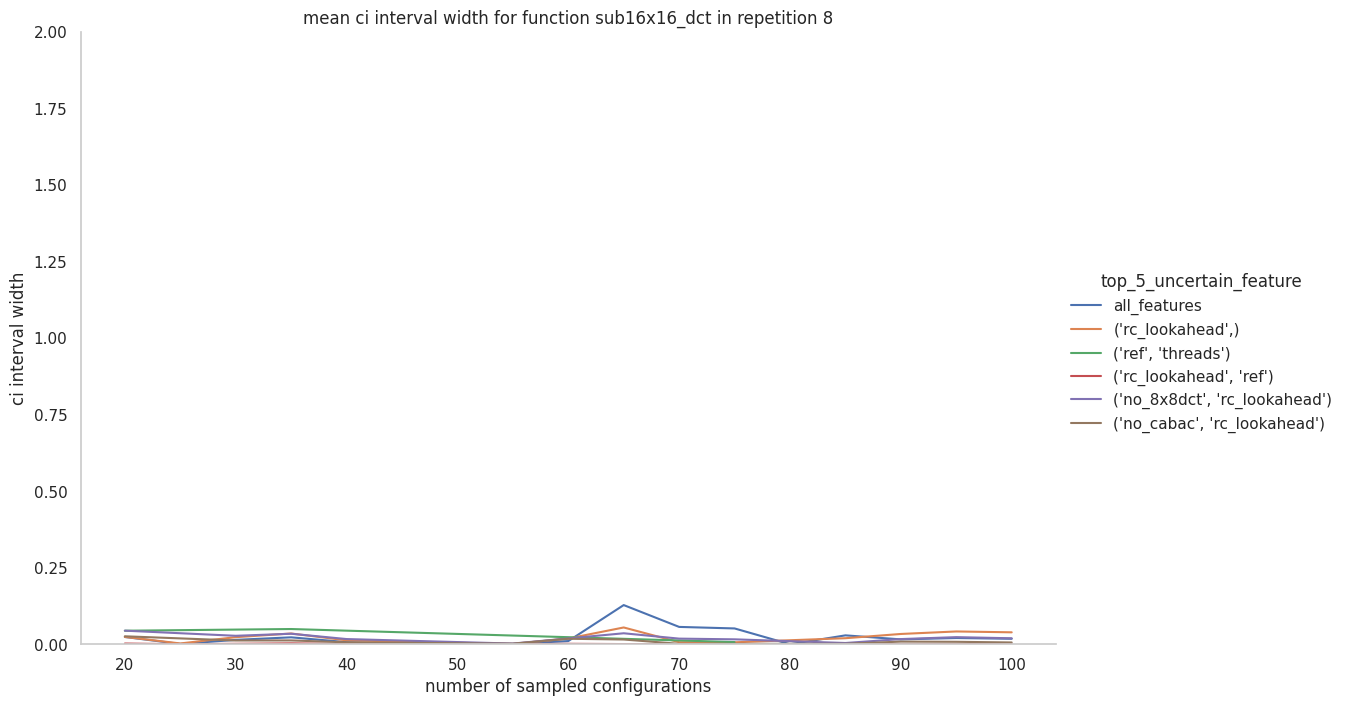 mean ci interval width for function sub16x16_dct in repetition 8
2.00
1.75
1.50
1.25
1.00
0.75
0.50
0.25
0.00
ci interval width
20 30 40 50 60 70 80 90 100
number of sampled configurations
top_5_uncertain_feature
all_features
('rc_lookahead',)
('ref', 'threads')
('rc_lookahead', 'ref')
('no_8x8dct', 'rc_lookahead')
('no_cabac', 'rc_lookahead')